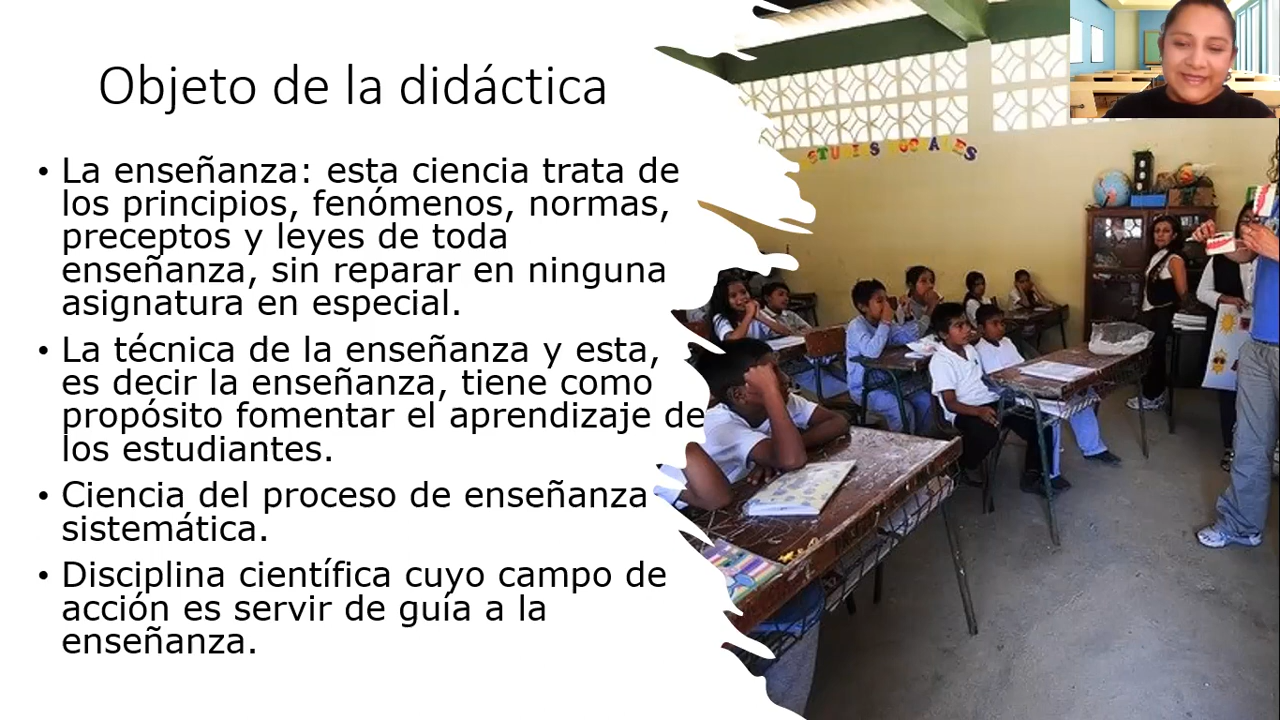 Objeto de la didáctica
• La enseñanza: esta ciencia trata de
los principios, fenómenos, normas,
preceptos y leyes de toda
enseñanza, sin reparar en ninguna
asignatura en especial.
• La técnica de la enseñanza y esta,
es decir la enseñanza, tiene como
propósito fomentar el aprendizaje de
los estudiantes.
• Ciencia del proceso de enseñanza
sistemática.
• Disciplina científica cuyo campo de
acción es servir de guía a la
enseñanza.